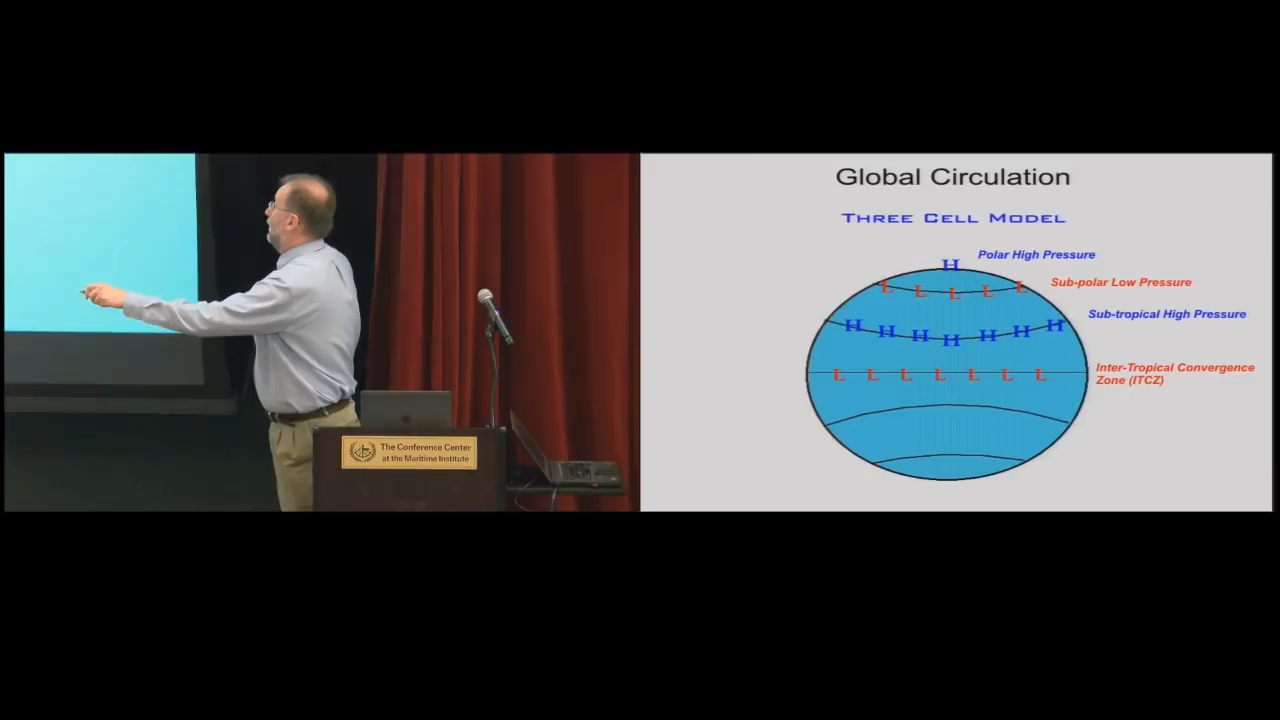 The Conference Center
at the Maritime Institute
Global Circulation
THREE CELL MODEL
H
Polar High Pressure
L L L L L
Sub-polar Low Pressure
H H H H H H H
Sub-tropical High Pressure
L L L L L L L
Inter-Tropical Convergence
Zone (ITCZ)